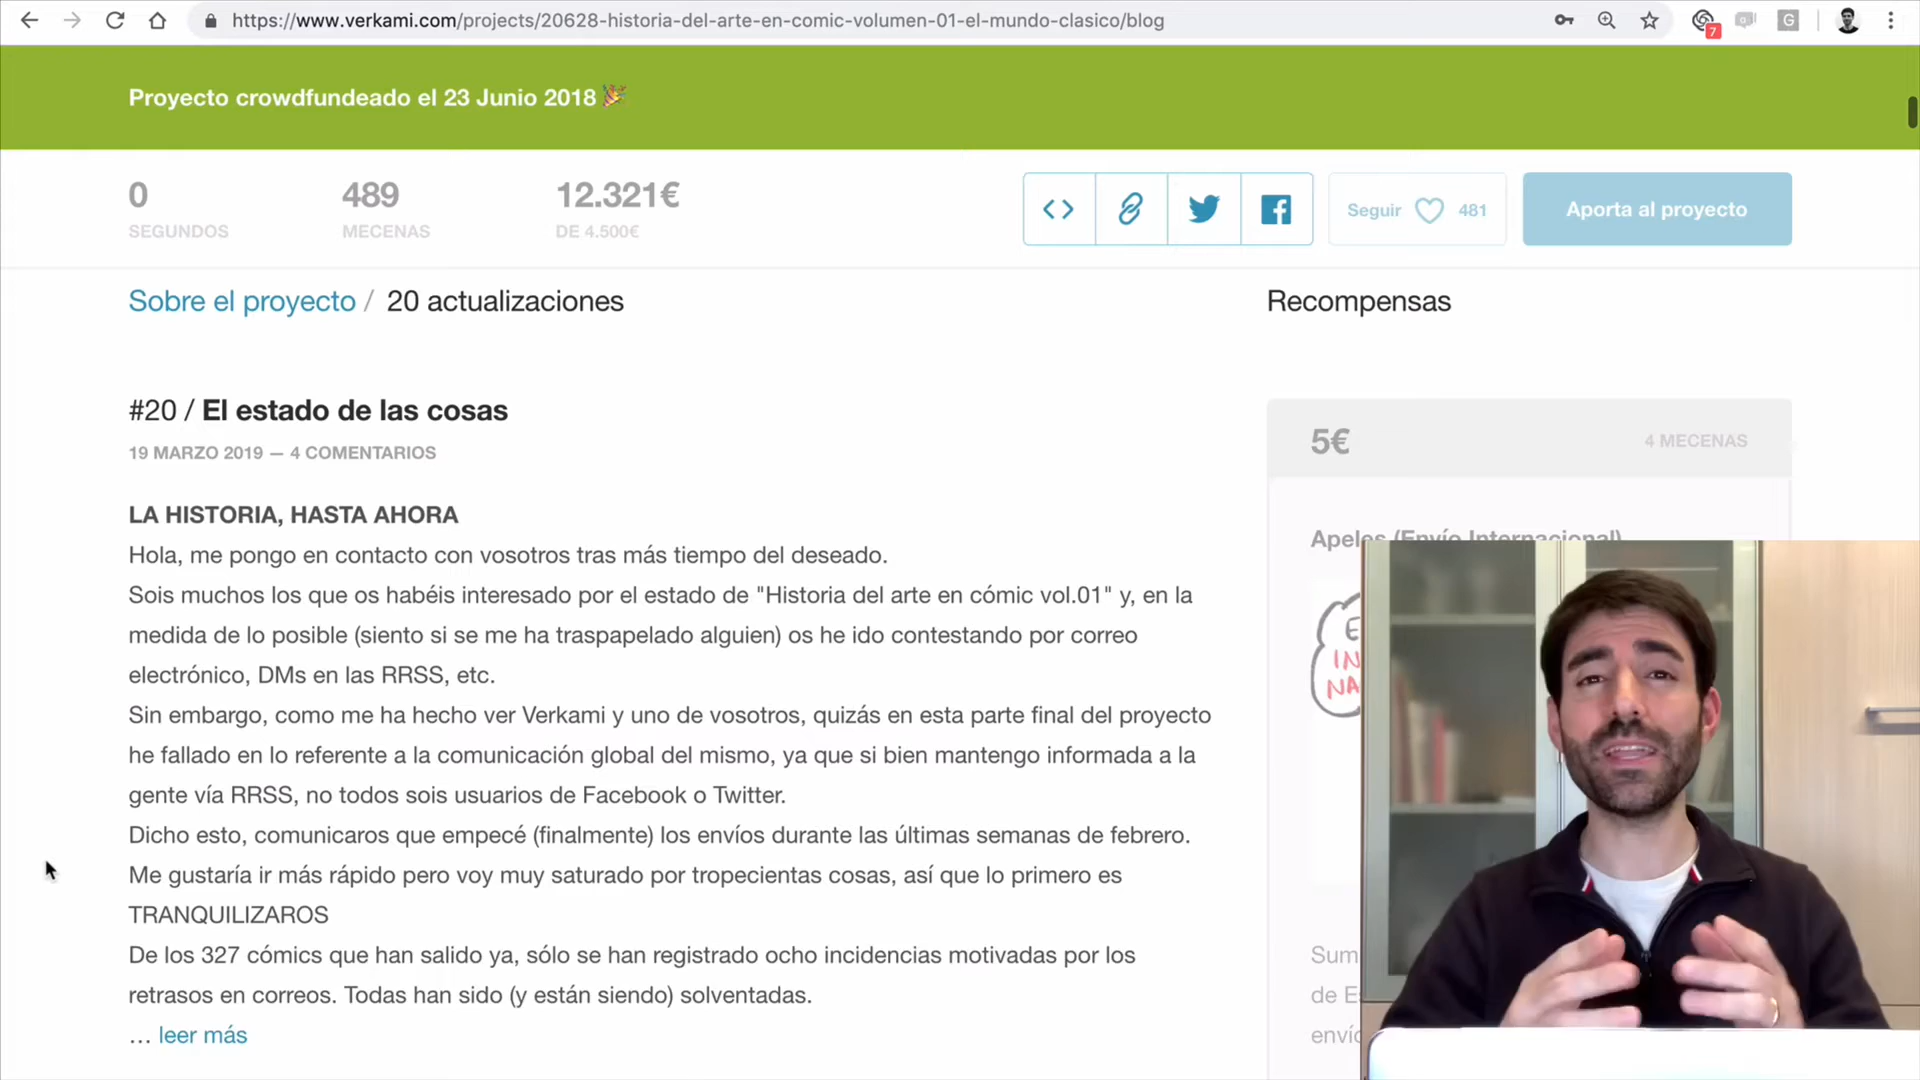 https://www.verkami.com/projects/20628-historia-del-arte-en-comic-volumen-01-el-mundo-clasico/blog
7
G
Proyecto crowdfundeado el 23 Junio 2018
0
SEGUNDOS
489
MECENAS
12.321€
DE 4.500€
Seguir 481
Aporta al proyecto
Sobre el proyecto / 20 actualizaciones
Recompensas
#20 / El estado de las cosas
19 MARZO 2019 — 4 COMENTARIOS
5€
4 MECENAS
LA HISTORIA, HASTA AHORA
Hola, me pongo en contacto con vosotros tras más tiempo del deseado.
Sois muchos los que os habéis interesado por el estado de "Historia del arte en cómic vol.01" y, en la
medida de lo posible (siento si se me ha traspapelado alguien) os he ido contestando por correo
electrónico, DMs en las RRSS, etc.
Sin embargo, como me ha hecho ver Verkami y uno de vosotros, quizás en esta parte final del proyecto
he fallado en lo referente a la comunicación global del mismo, ya que si bien mantengo informada a la
gente vía RRSS, no todos sois usuarios de Facebook o Twitter.
Dicho esto, comunicaros que empecé (finalmente) los envíos durante las últimas semanas de febrero.
Me gustaría ir más rápido pero voy muy saturado por tropecientas cosas, así que lo primero es
TRANQUILIZAROS
De los 327 cómics que han salido ya, sólo se han registrado ocho incidencias motivadas por los
retrasos en correos. Todas han sido (y están siendo) solventadas.
... leer más
Apeles (Envío Internacional)
E
IN
NA
Sum
de E
envío